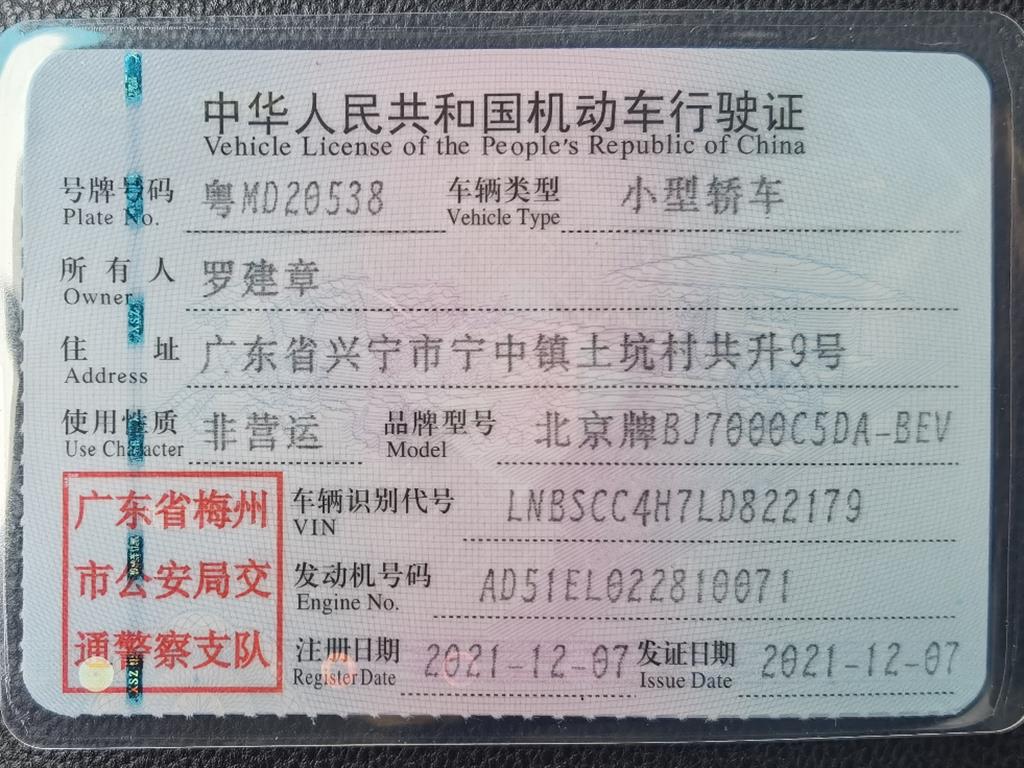 中华人民共和国机动车行驶证
Vehicle License of the People's Republic of China
号牌号码 粤MD20538 车辆类型 小型轿车
Plate No. Vehicle Type
所有人 罗建章
Owner
住址 广东省兴宁市宁中镇土坑村共升9号
Address
使用性质 非营运 品牌型号 北京牌BJ7000C5DA-BEV
Use Character Model
广东省梅州
市公安局交
通警察支队
车辆识别代号 LNBSCC4H7LD822179
VIN
发动机号码 AD51EL022810071
Engine No.
注册日期 2021-12-07 发证日期 2021-12-07
Register Date Issue Date